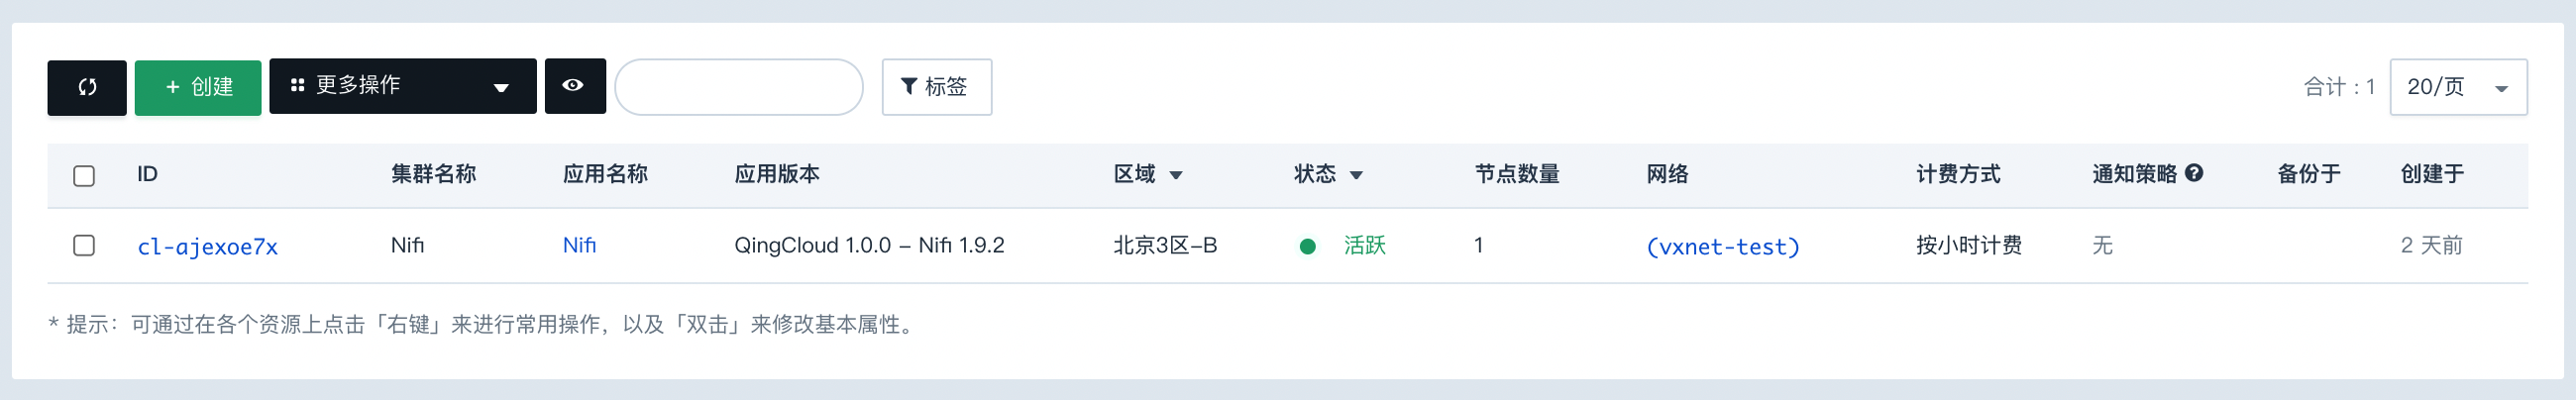 + 创建 更多操作 标签 合计：1 20/页
ID 集群名称 应用名称 应用版本 区域 状态 节点数量 网络 计费方式 通知策略 备份于 创建于
cl-ajexoe7x Nifi Nifi QingCloud 1.0.0 – Nifi 1.9.2 北京3区-B 活跃 1 (vxnet-test) 按小时计费 无 2 天前
* 提示：可通过在各个资源上点击「右键」来进行常用操作，以及「双击」来修改基本属性。